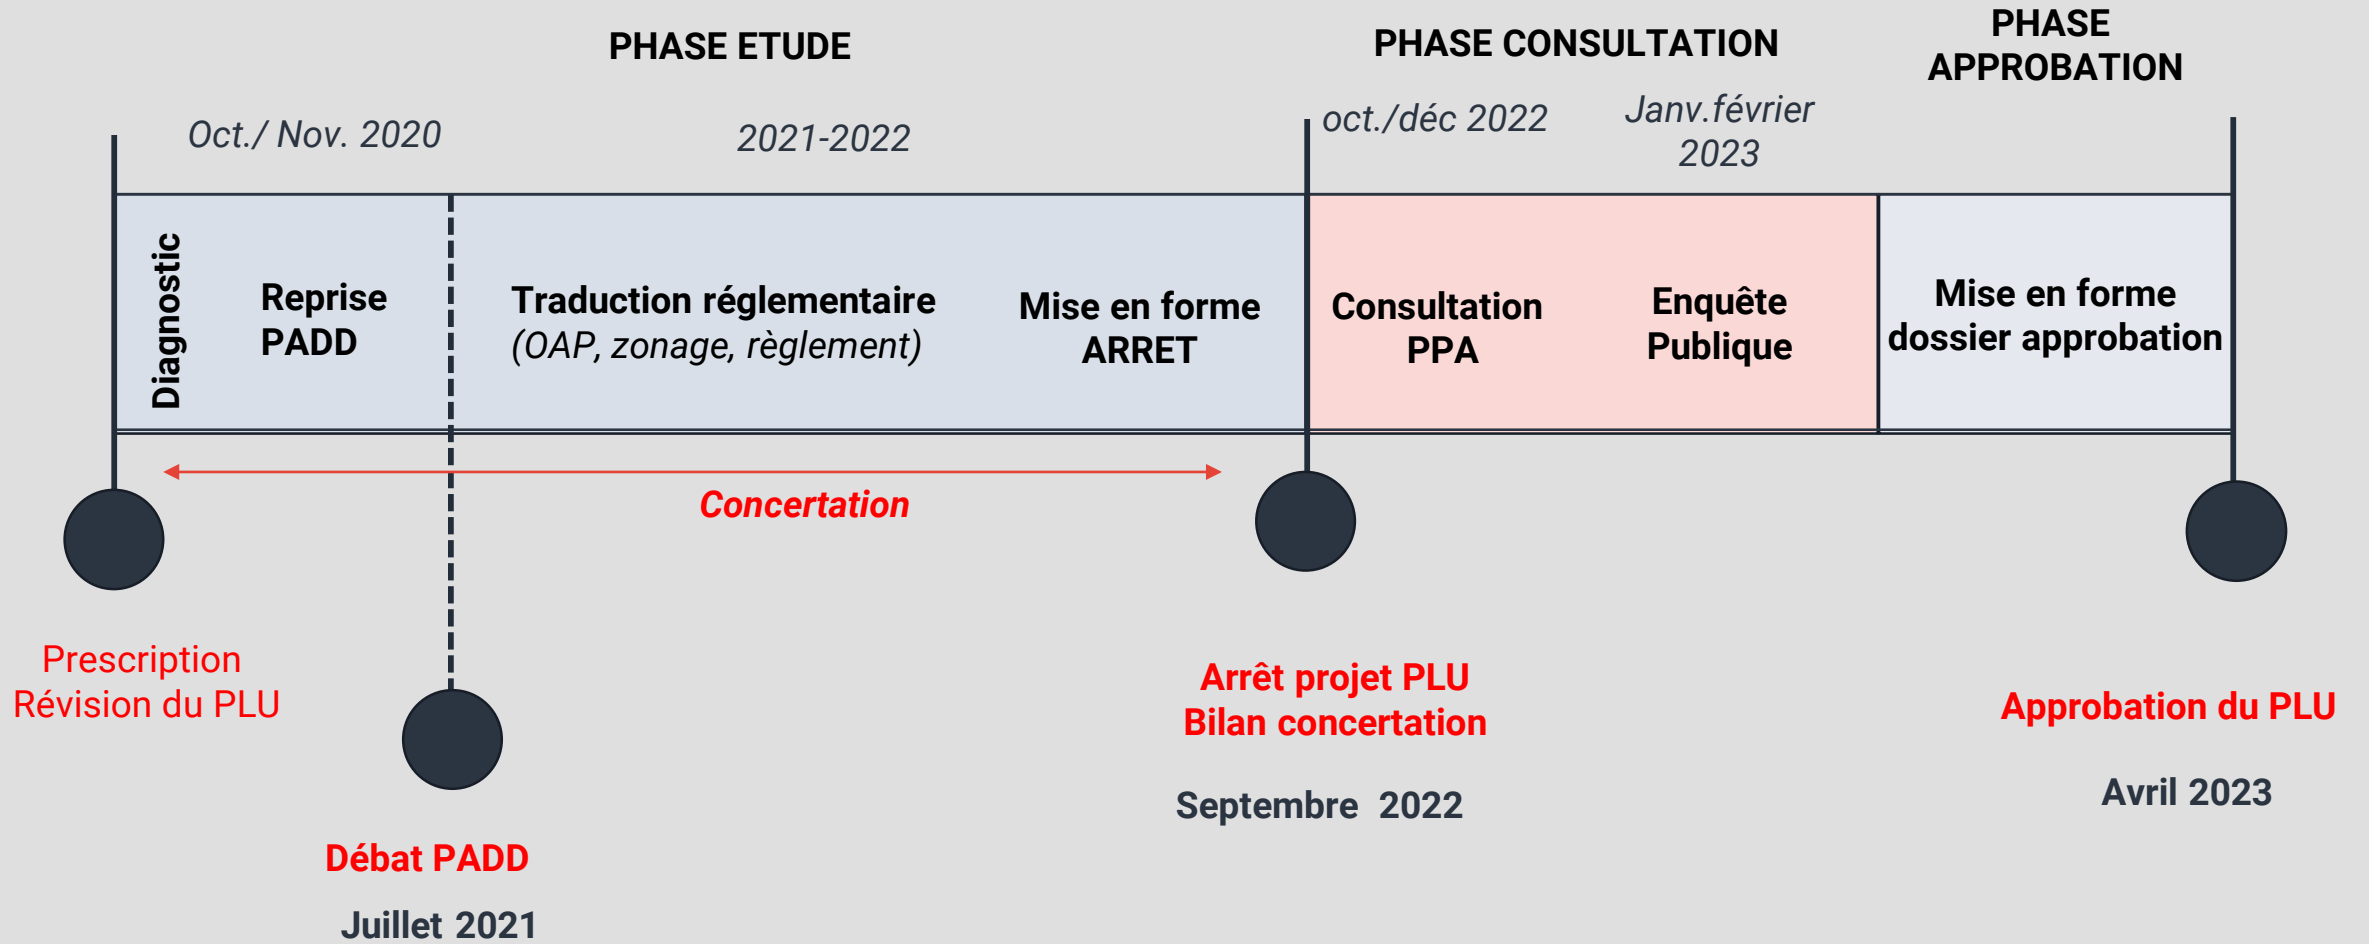 PHASE ETUDE
PHASE CONSULTATION
PHASE
APPROBATION
Oct./ Nov. 2020
2021-2022
oct./déc 2022
Janv.février
2023
Diagnostic
Reprise
PADD
Traduction réglementaire
(OAP, zonage, règlement)
Mise en forme
ARRET
Consultation
PPA
Enquête
Publique
Mise en forme
dossier approbation
Concertation
Prescription
Révision du PLU
Débat PADD
Juillet 2021
Arrêt projet PLU
Bilan concertation
Septembre 2022
Approbation du PLU
Avril 2023